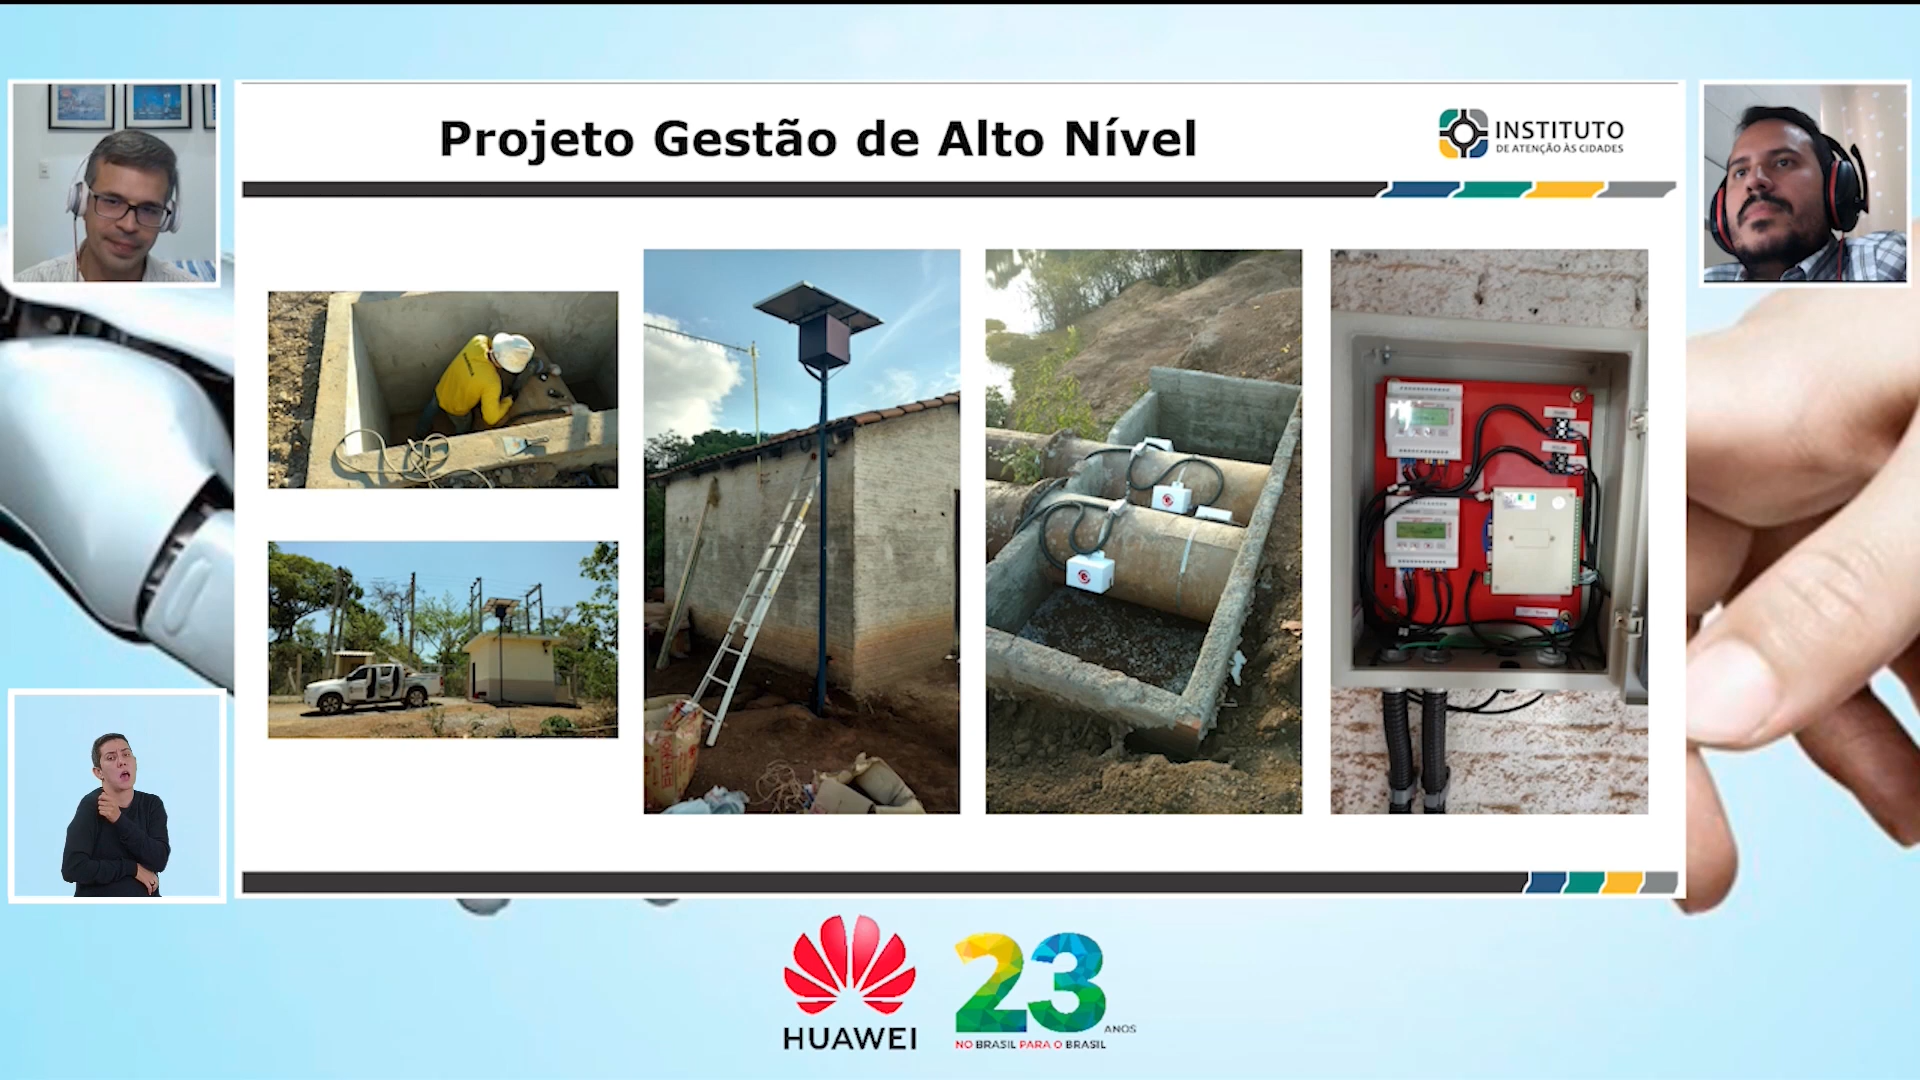 Projeto Gestão de Alto Nível
INSTITUTO
DE ATENÇÃO ÀS CIDADES
HUAWEI
23
ANOS
NO BRASIL PARA O BRASIL